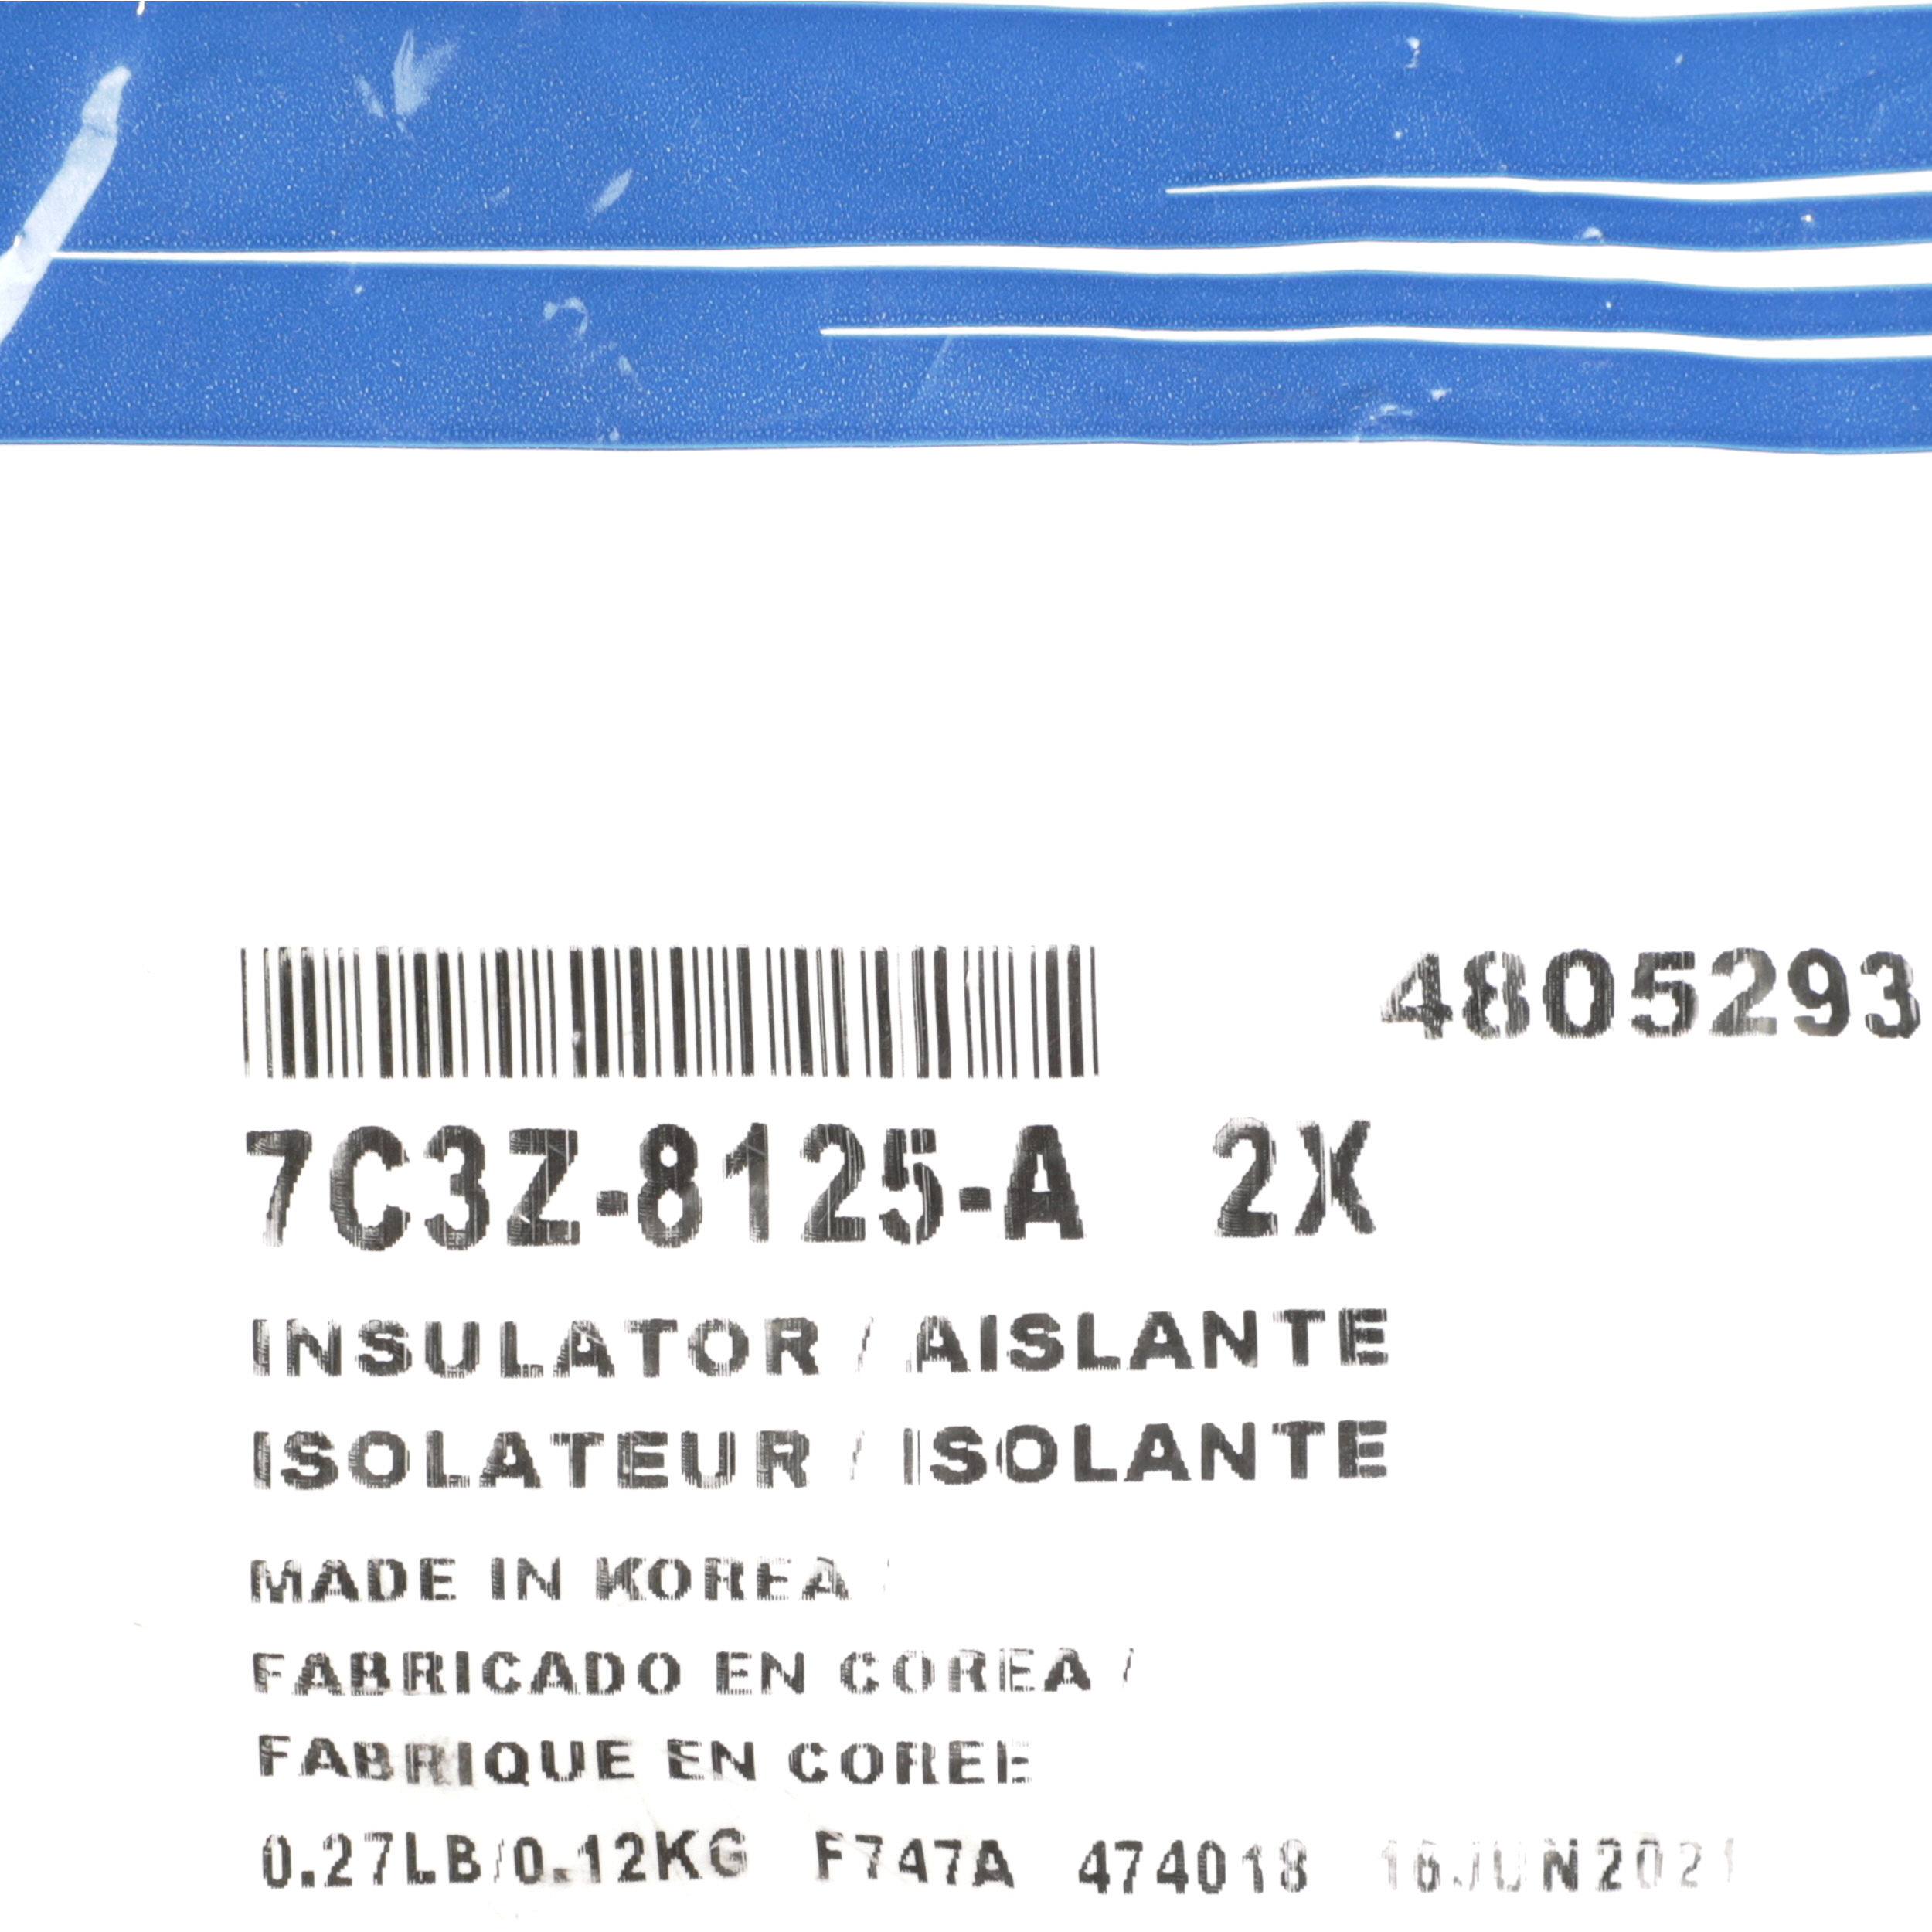 4805293
7C3Z-8125-A 2X
INSULATOR / AISLANTE
ISOLATEUR / ISOLANTE
MADE IN KOREA /
FABRICADO EN COREA /
FABRIQUE EN COREE
0.27LB/0.12KG F747A 474018 16JUN2021